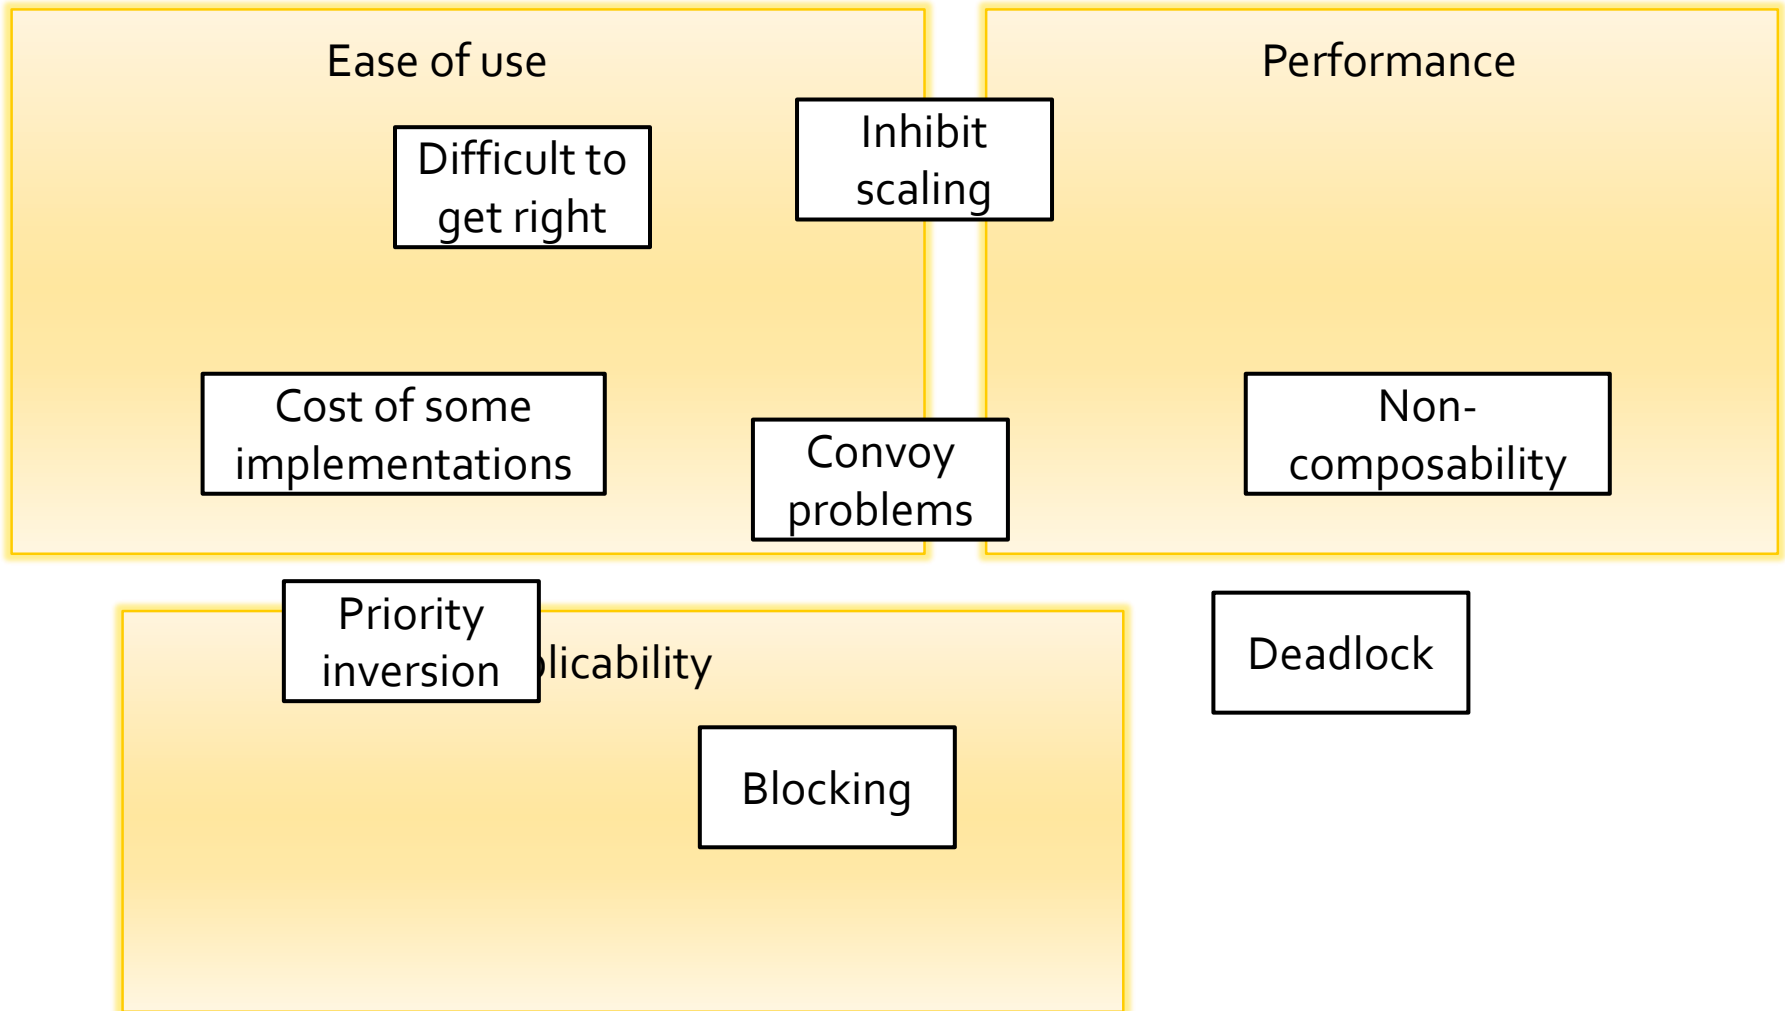 Ease of use
Performance
Difficult to
get right
Inhibit
scaling
Cost of some
implementations
Convoy
problems
Non-
composability
Priority
inversion
licability
Deadlock
Blocking